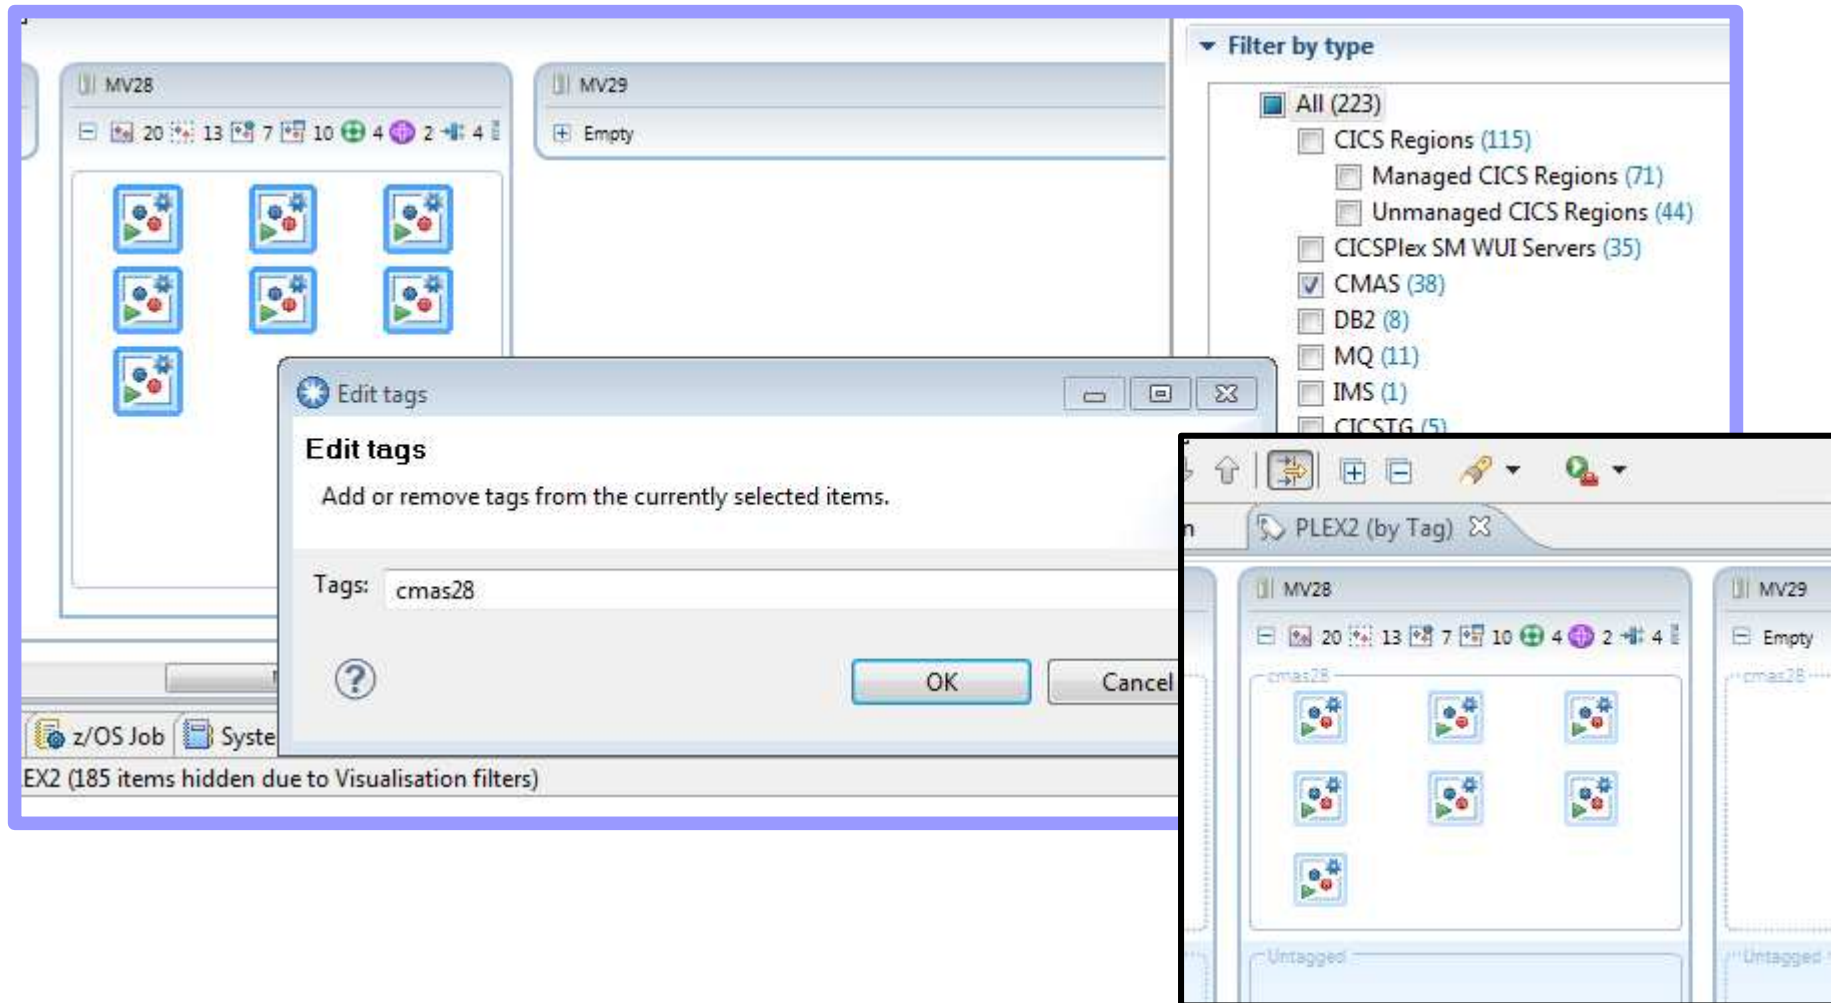 MV28
20 13 7 10 4 2 4
MV29
Empty
Filter by type
All (223)
CICS Regions (115)
Managed CICS Regions (71)
Unmanaged CICS Regions (44)
CICSPlex SM WUI Servers (35)
CMAS (38)
DB2 (8)
MQ (11)
IMS (1)
CICSTG (5)
Edit tags
Edit tags
Add or remove tags from the currently selected items.
Tags: cmas28
OK Cancel
z/OS Job Syste
EX2 (185 items hidden due to Visualisation filters)
n PLEX2 (by Tag)
MV28
20 13 7 10 4 2 4
cmas28
Untagged
MV29
Empty
cmas28
Untagged